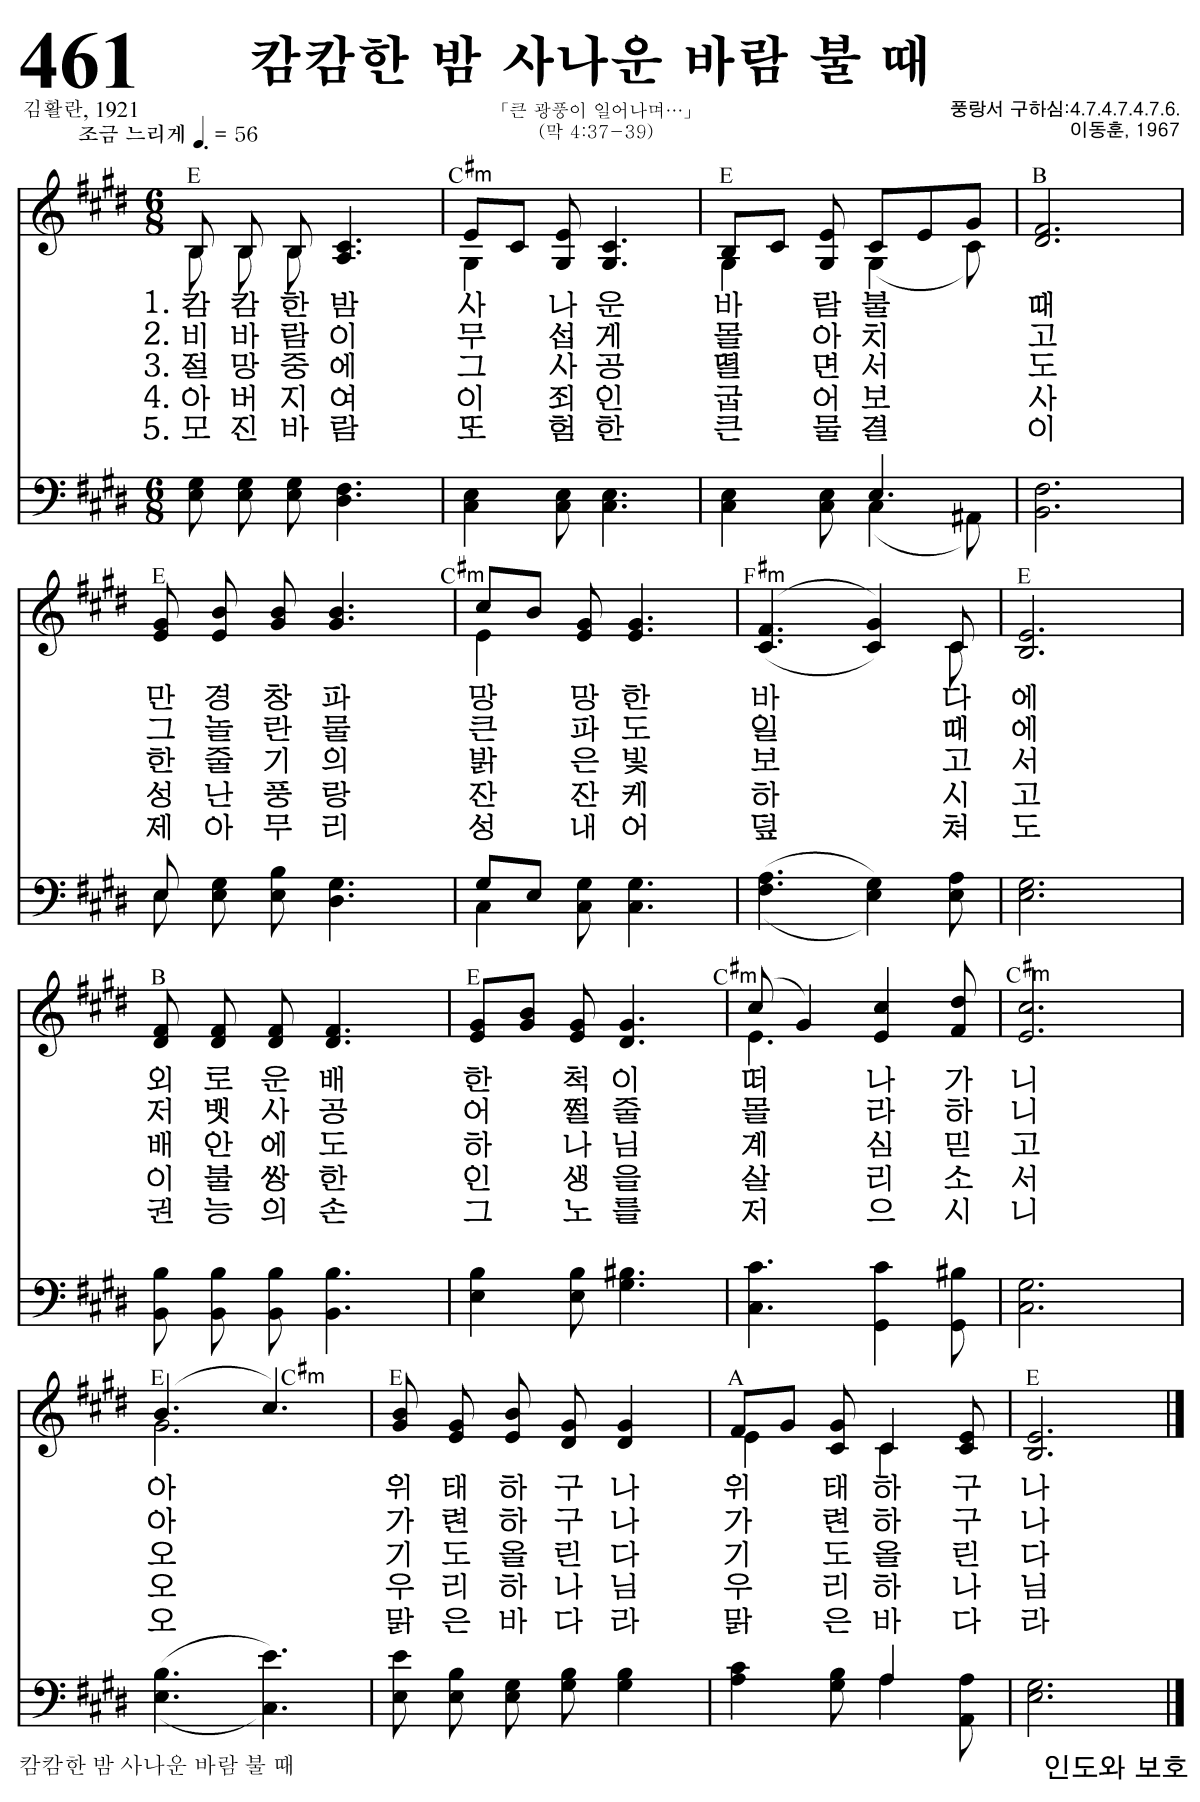 461 캄캄한 밤 사나운 바람 불 때
김활란, 1921 「큰 광풍이 일어나며…」 풍랑서 구하심:4.7.4.7.4.7.6.
조금 느리게 ♩. = 56 (막 4:37-39) 이동훈, 1967
E C♯m E B
1. 캄 캄 한 밤 사 나 운 바 람 불 때
2. 비 바 람 이 무 섭 게 몰 아 치 고
3. 절 망 중 에 그 사 공 떨 면 서 도
4. 아 버 지 여 이 죄 인 굽 어 보 사
5. 모 진 바 람 또 험 한 큰 물 결 이
E C♯m F♯m E
만 경 창 파 망 망 한 바 다 에
그 놀 란 물 큰 파 도 일 때 에
한 줄 기 의 밝 은 빛 보 고 서
성 난 풍 랑 잔 잔 케 하 시 고
제 아 무 리 성 내 어 덮 쳐 도
B E C♯m C♯m
외 로 운 배 한 척 이 떠 나 가 니
저 뱃 사 공 어 쩔 줄 몰 라 하 니
배 안 에 도 하 나 님 계 심 믿 고
이 불 쌍 한 인 생 을 살 리 소 서
권 능 의 손 그 노 를 저 으 시 니
E C♯m E A E
아 위 태 하 구 나 위 태 하 구 나
아 가 련 하 구 나 가 련 하 구 나
오 기 도 올 린 다 기 도 올 린 다
오 우 리 하 나 님 우 리 하 나 님
오 맑 은 바 다 라 맑 은 바 다 라
캄캄한 밤 사나운 바람 불 때 인도와 보호